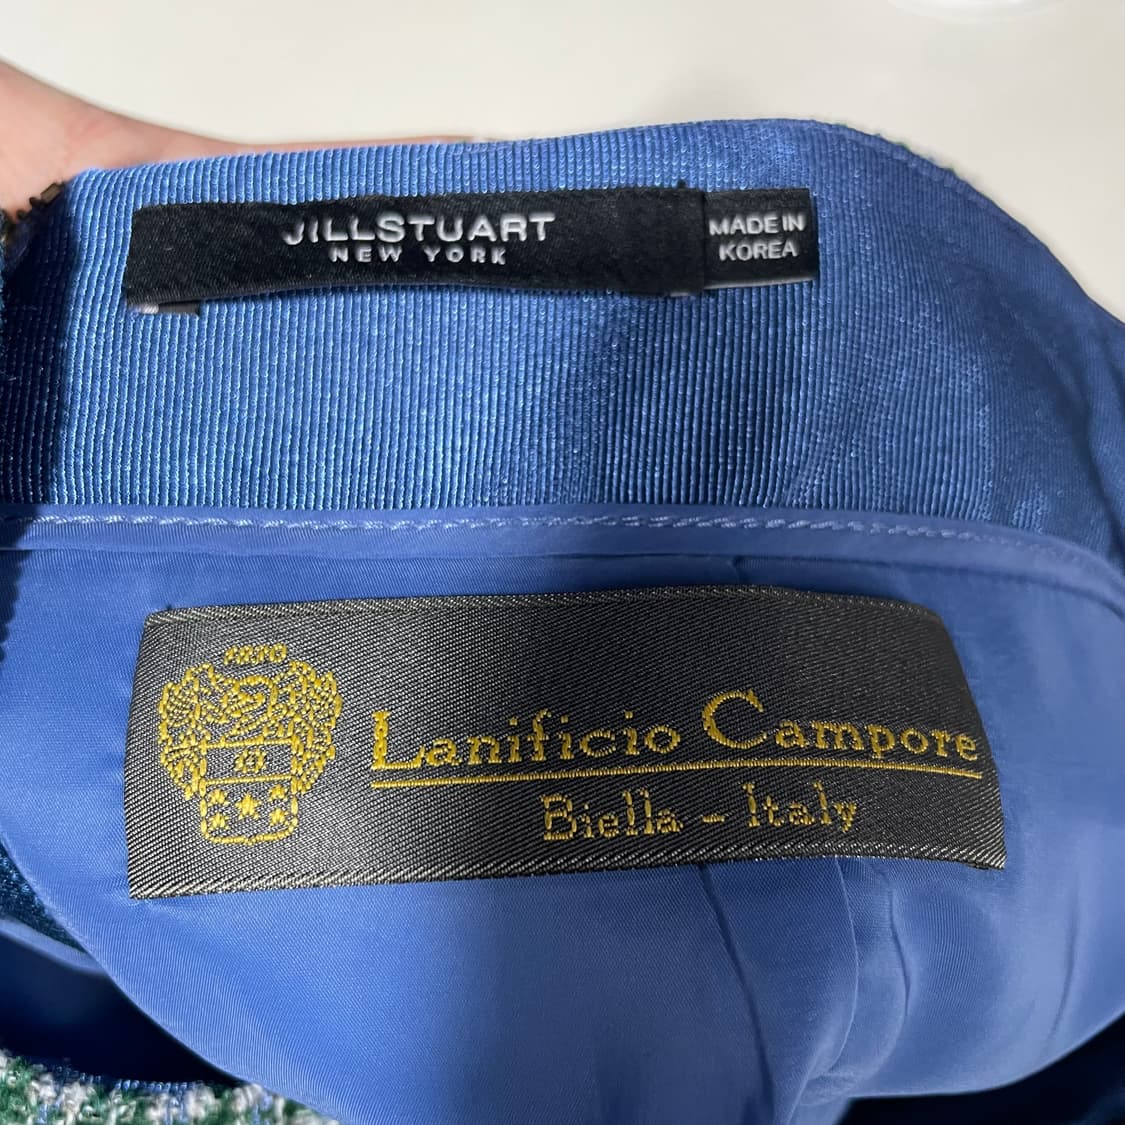 JILLSTUART
NEW YORK
MADE IN
KOREA
Lanificio Campore
Biella - Italy